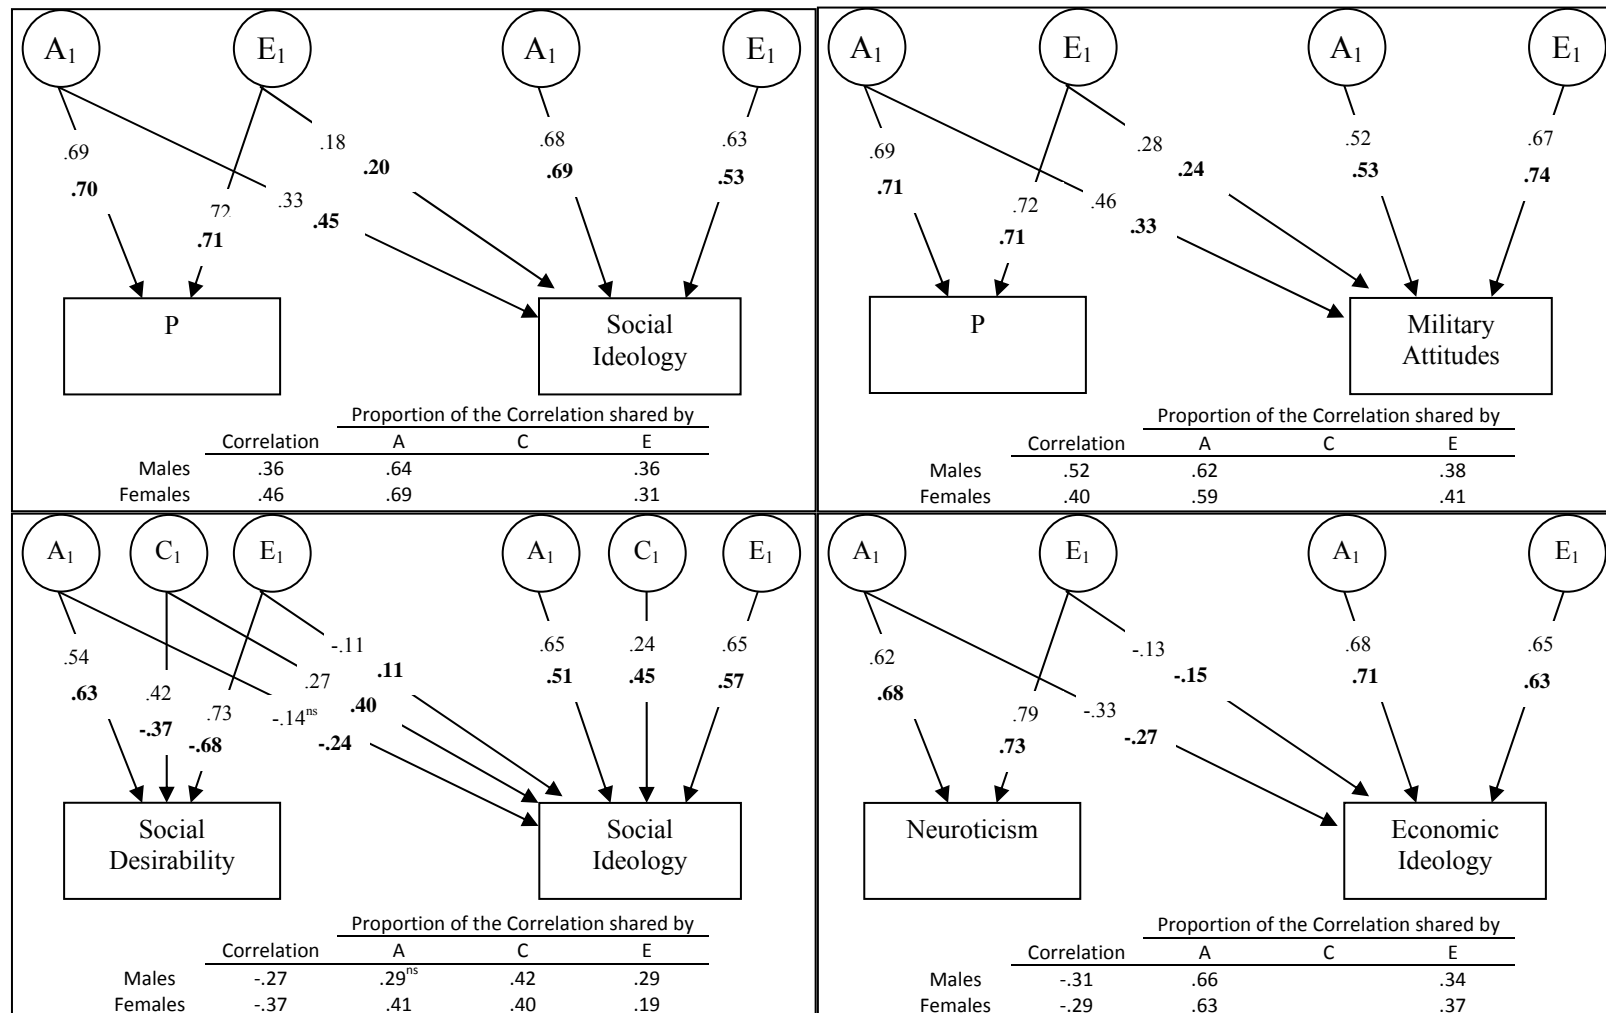 A1 E1 A1 E1
.69 .18 .68 .63
.70 .20 .69 .53
.72 .33
.71 .45
P
Social
Ideology
Proportion of the Correlation shared by
Correlation A C E
Males .36 .64 .36
Females .46 .69 .31
A1 E1 A1 E1
.69 .28 .52 .67
.71 .24 .53 .74
.72 .46
.71 .33
P
Military
Attitudes
Proportion of the Correlation shared by
Correlation A C E
Males .52 .62 .38
Females .40 .59 .41
A1 C1 E1 A1 C1 E1
.54 -.11 .65 .24 .65
.63 .11 .51 .45 .57
.42 .73 -.14ns .27
-.37 -.68 -.24 .40
Social
Desirability
Social
Ideology
Proportion of the Correlation shared by
Correlation A C E
Males -.27 .29ns .42 .29
Females -.37 .41 .40 .19
A1 E1 A1 E1
.62 -.13 .68 .65
.68 -.15 .71 .63
.79 -.33
.73 -.27
Neuroticism
Economic
Ideology
Proportion of the Correlation shared by
Correlation A C E
Males -.31 .66 .34
Females -.29 .63 .37